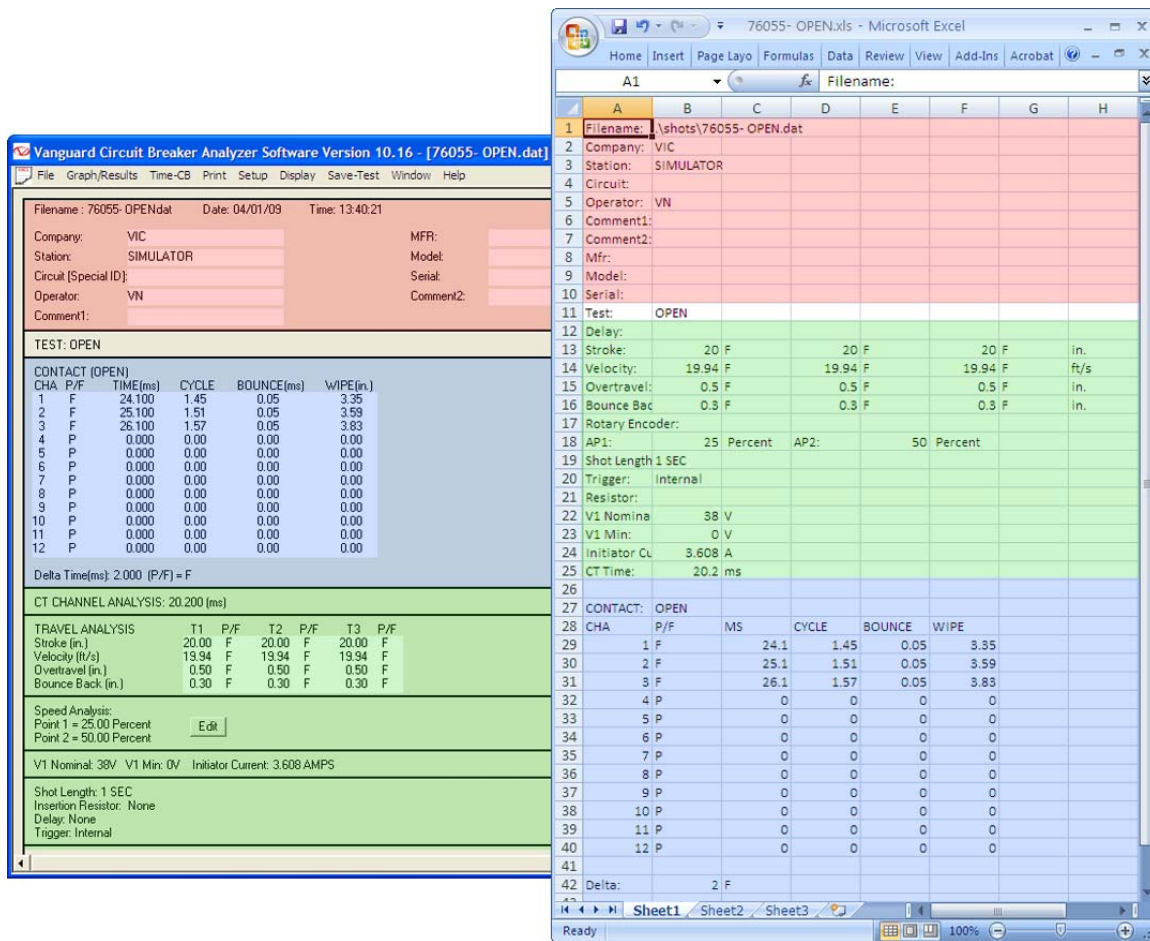 Vanguard Circuit Breaker Analyzer Software Version 10.16 - [76055- OPEN.dat]
File Graph/Results Time-CB Print Setup Display Save-Test Window Help
Filename : 76055- OPENdat Date: 04/01/09 Time: 13:40:21
Company: VIC MFR:
Station: SIMULATOR Model:
Circuit [Special ID]: Serial:
Operator: VN Comment2:
Comment1:
TEST: OPEN
CONTACT (OPEN)
CHA P/F TIME(ms) CYCLE BOUNCE(ms) WIPE(in.)
1 F 24.100 1.45 0.05 3.35
2 F 25.100 1.51 0.05 3.59
3 F 26.100 1.57 0.05 3.83
4 P 0.000 0.00 0.00 0.00
5 P 0.000 0.00 0.00 0.00
6 P 0.000 0.00 0.00 0.00
7 P 0.000 0.00 0.00 0.00
8 P 0.000 0.00 0.00 0.00
9 P 0.000 0.00 0.00 0.00
10 P 0.000 0.00 0.00 0.00
11 P 0.000 0.00 0.00 0.00
12 P 0.000 0.00 0.00 0.00
Delta Time(ms): 2.000 (P/F) = F
CT CHANNEL ANALYSIS: 20.200 (ms)
TRAVEL ANALYSIS T1 P/F T2 P/F T3 P/F
Stroke (in.) 20.00 F 20.00 F 20.00 F
Velocity (ft/s) 19.94 F 19.94 F 19.94 F
Overtravel (in.) 0.50 F 0.50 F 0.50 F
Bounce Back (in.) 0.30 F 0.30 F 0.30 F
Speed Analysis:
Point 1 = 25.00 Percent Edit
Point 2 = 50.00 Percent
V1 Nominal: 38V V1 Min: 0V Initiator Current: 3.608 AMPS
Shot Length: 1 SEC
Insertion Resistor: None
Delay: None
Trigger: Internal
76055- OPEN.xls - Microsoft Excel
Home Insert Page Layo Formulas Data Review View Add-Ins Acrobat
A1 fx Filename:
A B C D E F G H
1 Filename: .\shots\76055- OPEN.dat
2 Company: VIC
3 Station: SIMULATOR
4 Circuit:
5 Operator: VN
6 Comment1:
7 Comment2:
8 Mfr:
9 Model:
10 Serial:
11 Test: OPEN
12 Delay:
13 Stroke: 20 F 20 F 20 F in.
14 Velocity: 19.94 F 19.94 F 19.94 F ft/s
15 Overtravel: 0.5 F 0.5 F 0.5 F in.
16 Bounce Bac 0.3 F 0.3 F 0.3 F in.
17 Rotary Encoder:
18 AP1: 25 Percent AP2: 50 Percent
19 Shot Length 1 SEC
20 Trigger: Internal
21 Resistor:
22 V1 Nomina 38 V
23 V1 Min: 0 V
24 Initiator Cu 3.608 A
25 CT Time: 20.2 ms
26
27 CONTACT: OPEN
28 CHA P/F MS CYCLE BOUNCE WIPE
29 1 F 24.1 1.45 0.05 3.35
30 2 F 25.1 1.51 0.05 3.59
31 3 F 26.1 1.57 0.05 3.83
32 4 P 0 0 0 0
33 5 P 0 0 0 0
34 6 P 0 0 0 0
35 7 P 0 0 0 0
36 8 P 0 0 0 0
37 9 P 0 0 0 0
38 10 P 0 0 0 0
39 11 P 0 0 0 0
40 12 P 0 0 0 0
41
42 Delta: 2 F
Sheet1 Sheet2 Sheet3
Ready 100%